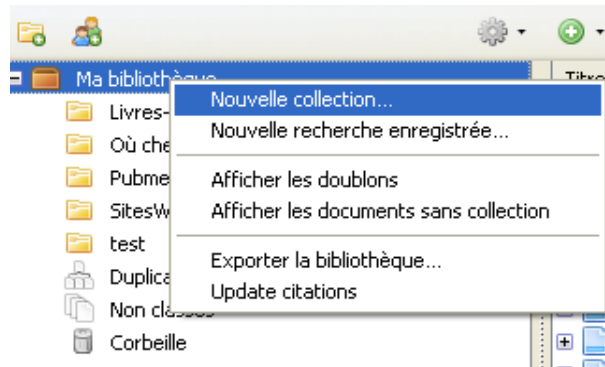 Ma bibliothèque
Titre
Livres-
Où che
Pubme
SitesW
test
Duplica
Non classés
Corbeille
Nouvelle collection...
Nouvelle recherche enregistrée...
Afficher les doublons
Afficher les documents sans collection
Exporter la bibliothèque...
Update citations